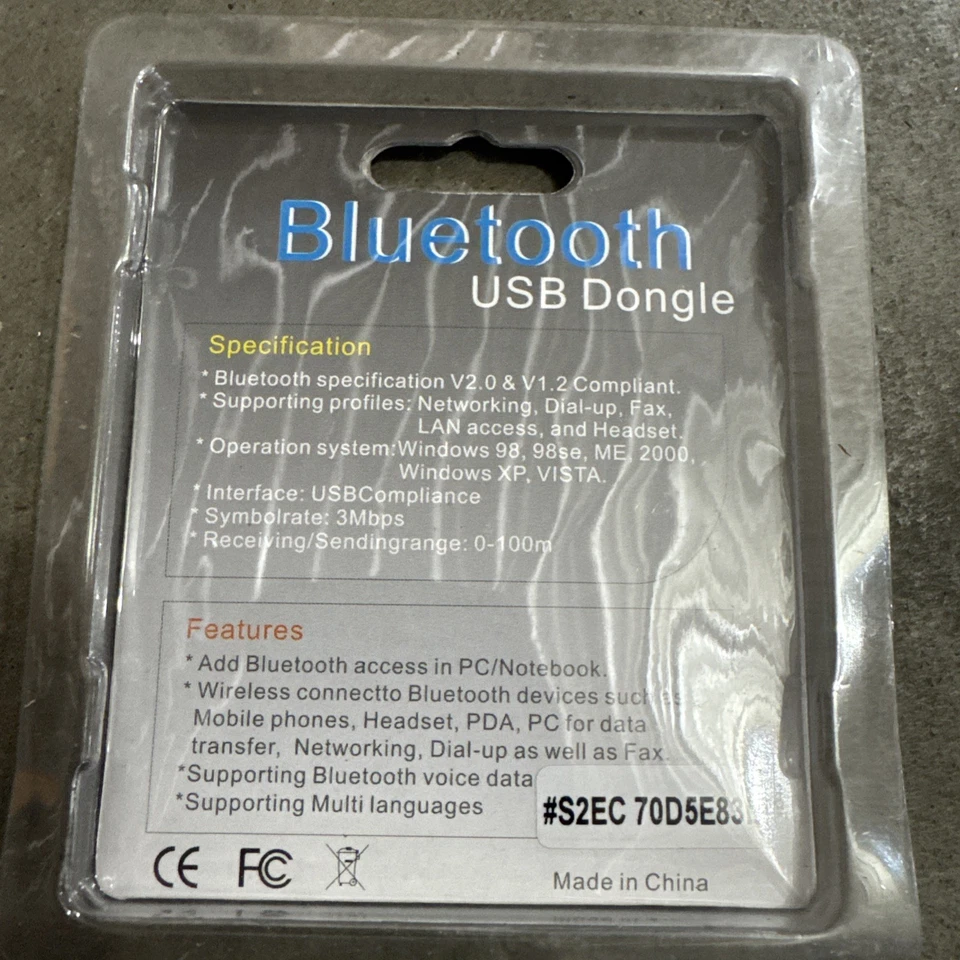 Bluetooth
USB Dongle
Specification
* Bluetooth specification V2.0 & V1.2 Compliant.
* Supporting profiles: Networking, Dial-up, Fax,
LAN access, and Headset.
* Operation system:Windows 98, 98se, ME, 2000,
Windows XP, VISTA.
* Interface: USBCompliance
* Symbolrate: 3Mbps
* Receiving/Sendingrange: 0-100m
Features
* Add Bluetooth access in PC/Notebook.
* Wireless connectto Bluetooth devices such as
Mobile phones, Headset, PDA, PC for data
transfer, Networking, Dial-up as well as Fax.
*Supporting Bluetooth voice data
*Supporting Multi languages
#S2EC
CE FC
Made in China